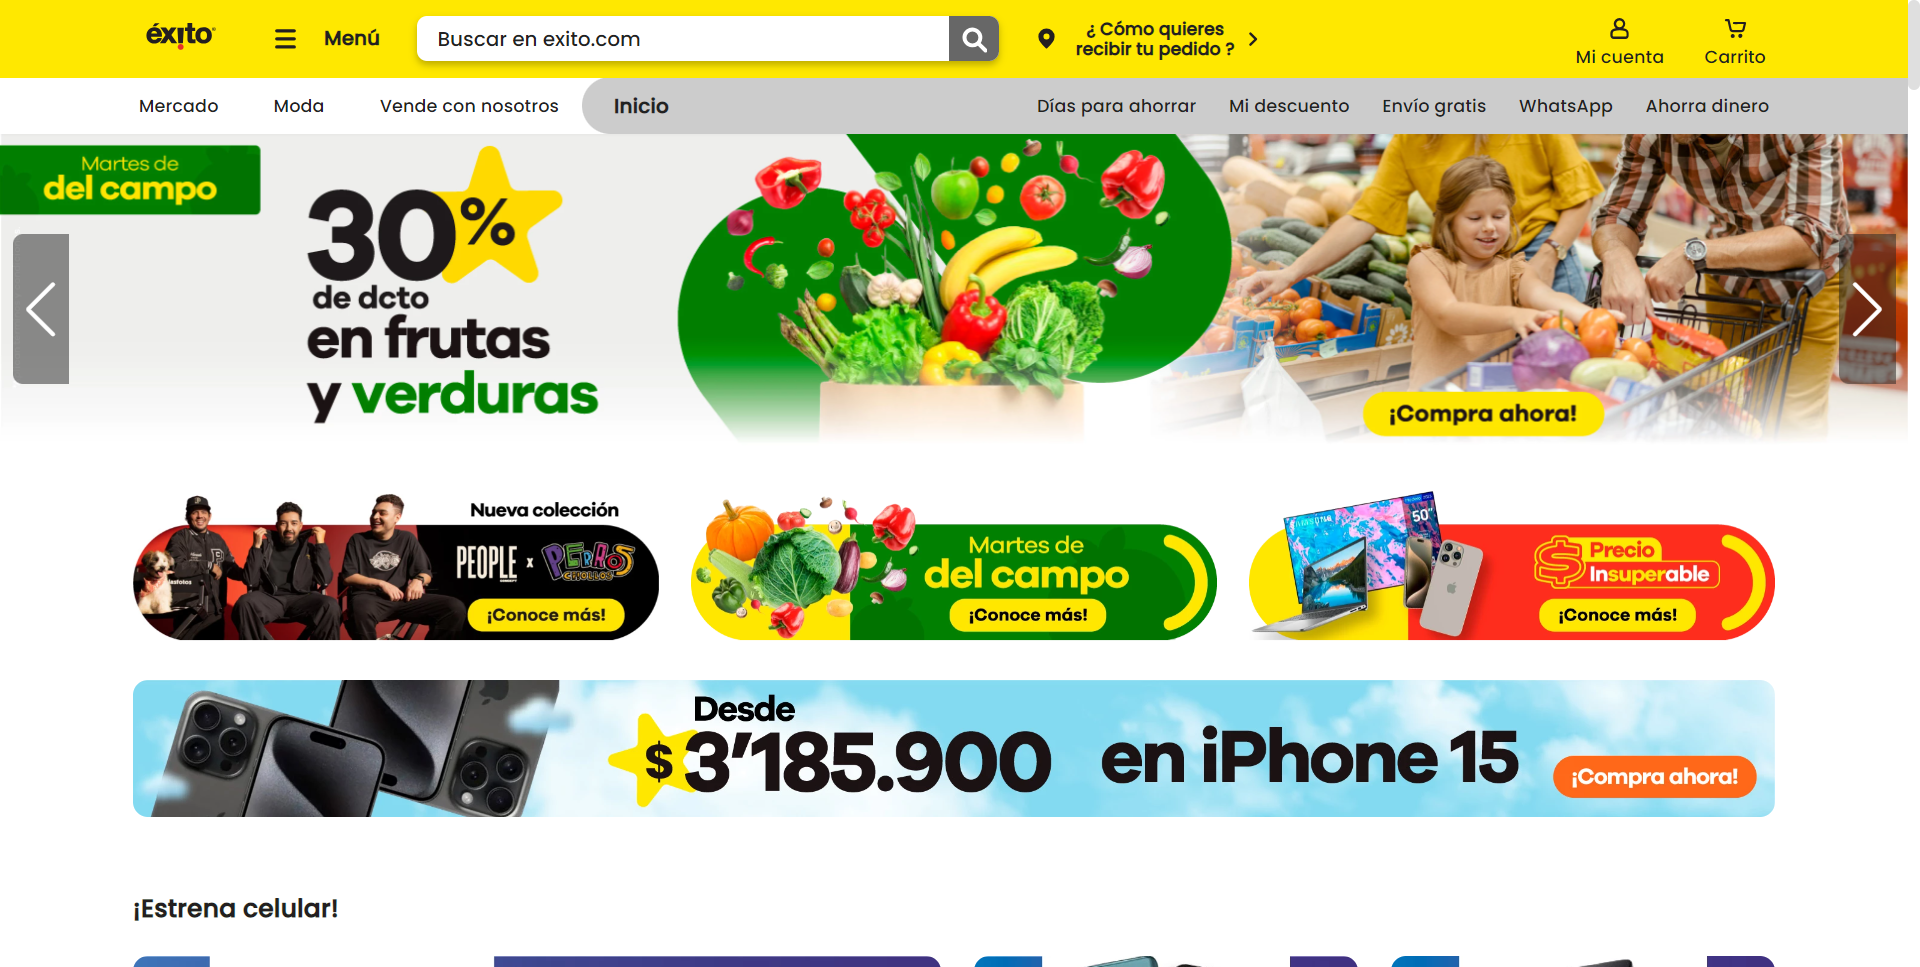 éxito
Menú
Buscar en exito.com
¿ Cómo quieres
recibir tu pedido ?
Mi cuenta
Carrito
Mercado
Moda
Vende con nosotros
Inicio
Días para ahorrar
Mi descuento
Envío gratis
WhatsApp
Ahorra dinero
Martes de
del campo
30%
de dcto
en frutas
y verduras
¡Compra ahora!
Nueva colección
PEOPLE x PERROS
CRIOLLOS
¡Conoce más!
Martes de
del campo
¡Conoce más!
SAMSUNG
50"
Precio
Insuperable
¡Conoce más!
Desde
$ 3'185.900 en iPhone 15
¡Compra ahora!
¡Estrena celular!